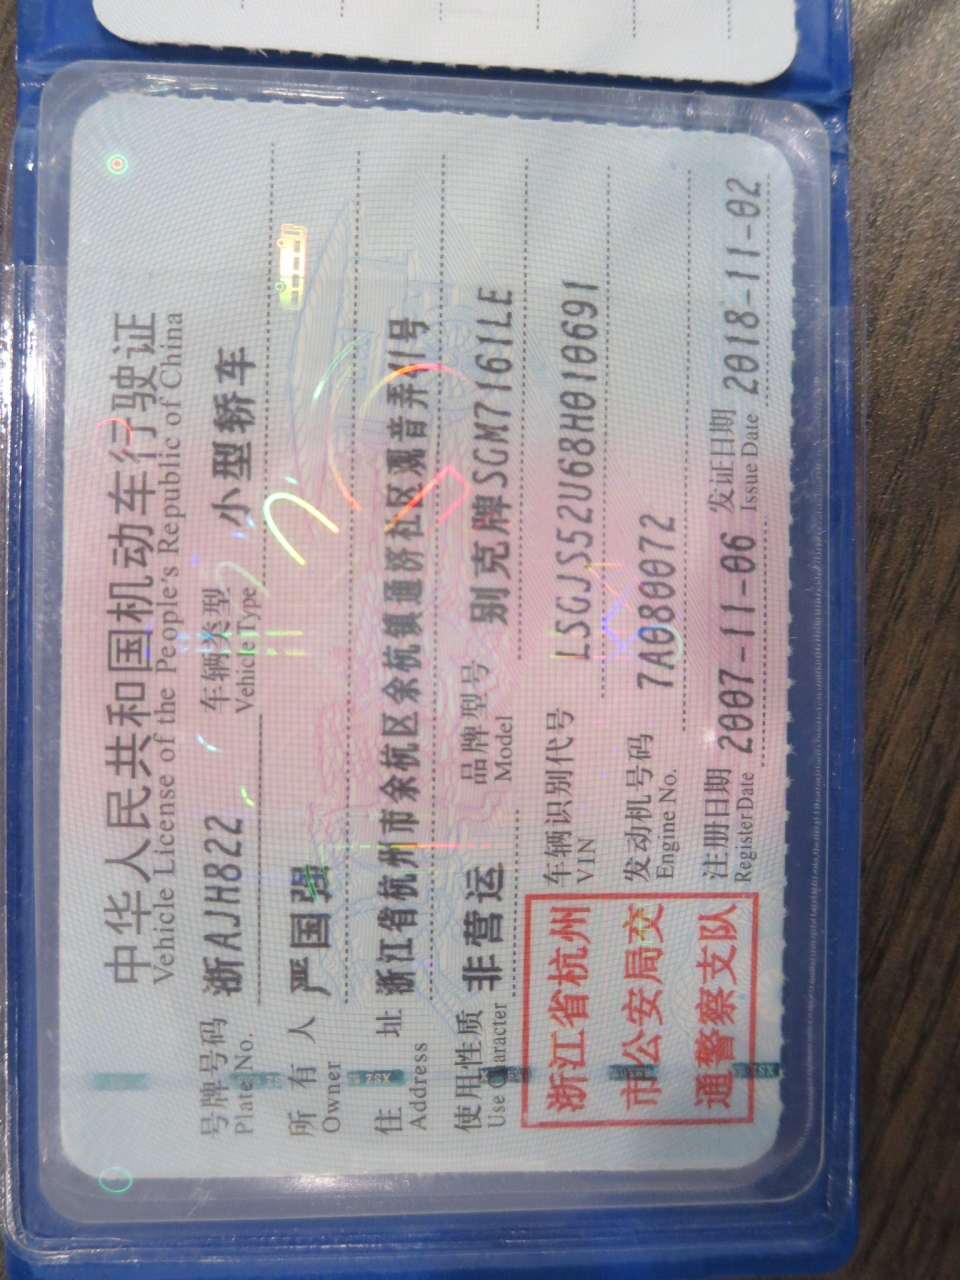 中华人民共和国机动车行驶证
Vehicle License of the People's Republic of China
号牌号码 浙AJH822 车辆类型 小型轿车
Plate No. Vehicle Type
所有人 严国强
Owner
住址 浙江省杭州市余杭区余杭镇通济社区观音弄11号
Address
使用性质 非营运 品牌型号 别克牌SGM7161LE
Use Character Model
浙江省杭州
市公安局交
通警察支队
车辆识别代号 LSGJS52U68H010691
VIN
发动机号码 7A080072
Engine No.
注册日期 2007-11-06 发证日期 2018-11-02
Register Date Issue Date